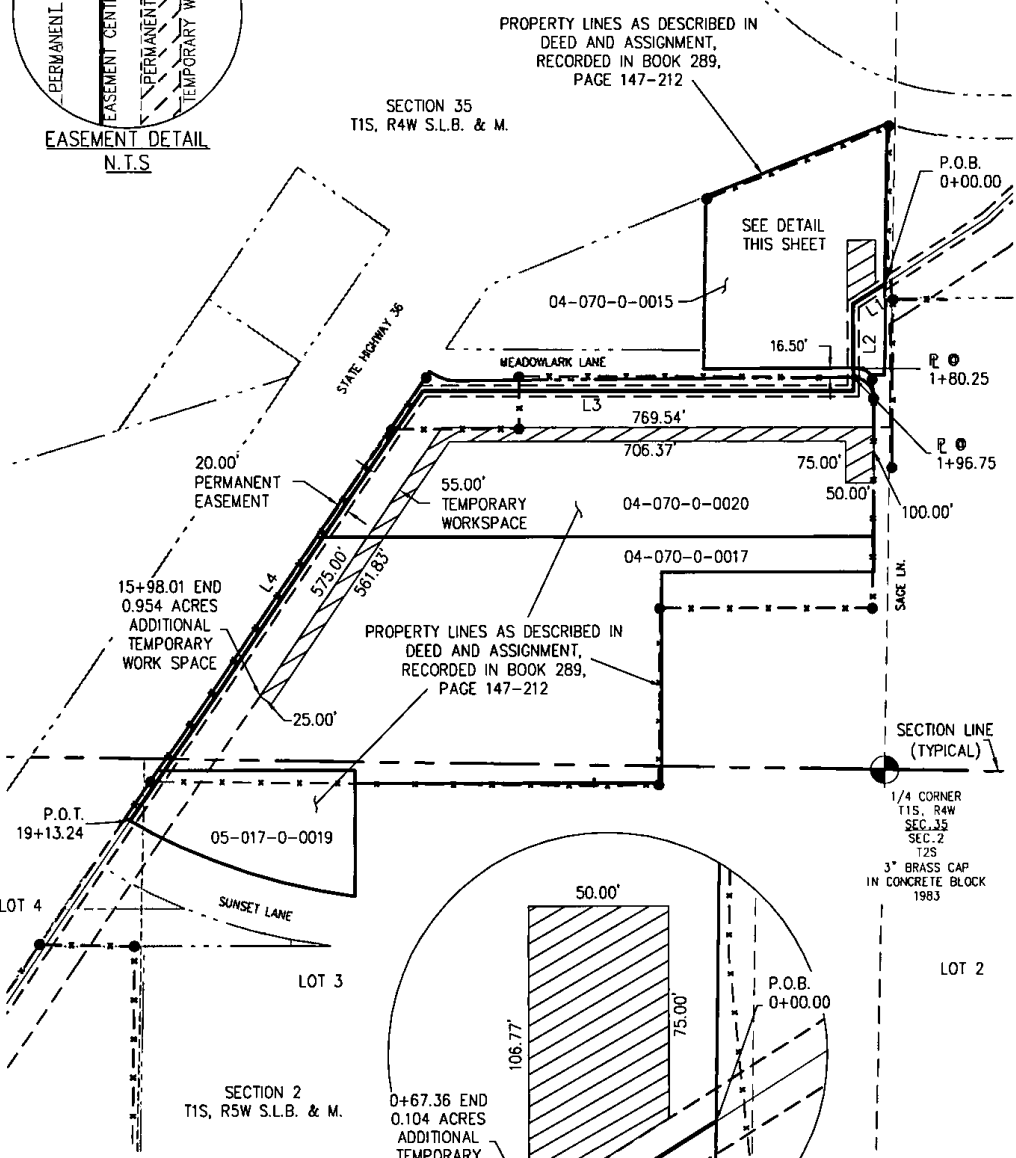 PERMANENT
EASEMENT
PERMANENT
TEMPORARY
EASEMENT DETAIL
N.T.S
PROPERTY LINES AS DESCRIBED IN
DEED AND ASSIGNMENT,
RECORDED IN BOOK 289,
PAGE 147-212
SECTION 35
T1S, R4W S.L.B. & M.
P.O.B.
0+00.00
SEE DETAIL
THIS SHEET
04-070-0-0015
L1
L2
STATE HIGHWAY 36
MEADOWLARK LANE
16.50'
PL @
1+80.25
L3
769.54'
706.37'
PL @
1+96.75
75.00'
50.00'
100.00'
20.00'
PERMANENT
EASEMENT
55.00'
TEMPORARY
WORKSPACE
04-070-0-0020
04-070-0-0017
L4
575.00'
561.83'
SAGE LN.
15+98.01 END
0.954 ACRES
ADDITIONAL
TEMPORARY
WORK SPACE
PROPERTY LINES AS DESCRIBED IN
DEED AND ASSIGNMENT,
RECORDED IN BOOK 289,
PAGE 147-212
25.00'
SECTION LINE
(TYPICAL)
1/4 CORNER
T1S, R4W
SEC.35
SEC.2
T2S
3" BRASS CAP
IN CONCRETE BLOCK
1983
P.O.T.
19+13.24
05-017-0-0019
LOT 4
SUNSET LANE
LOT 3
LOT 2
50.00'
P.O.B.
0+00.00
106.77'
75.00'
SECTION 2
T1S, R5W S.L.B. & M.
0+67.36 END
0.104 ACRES
ADDITIONAL
TEMPORARY